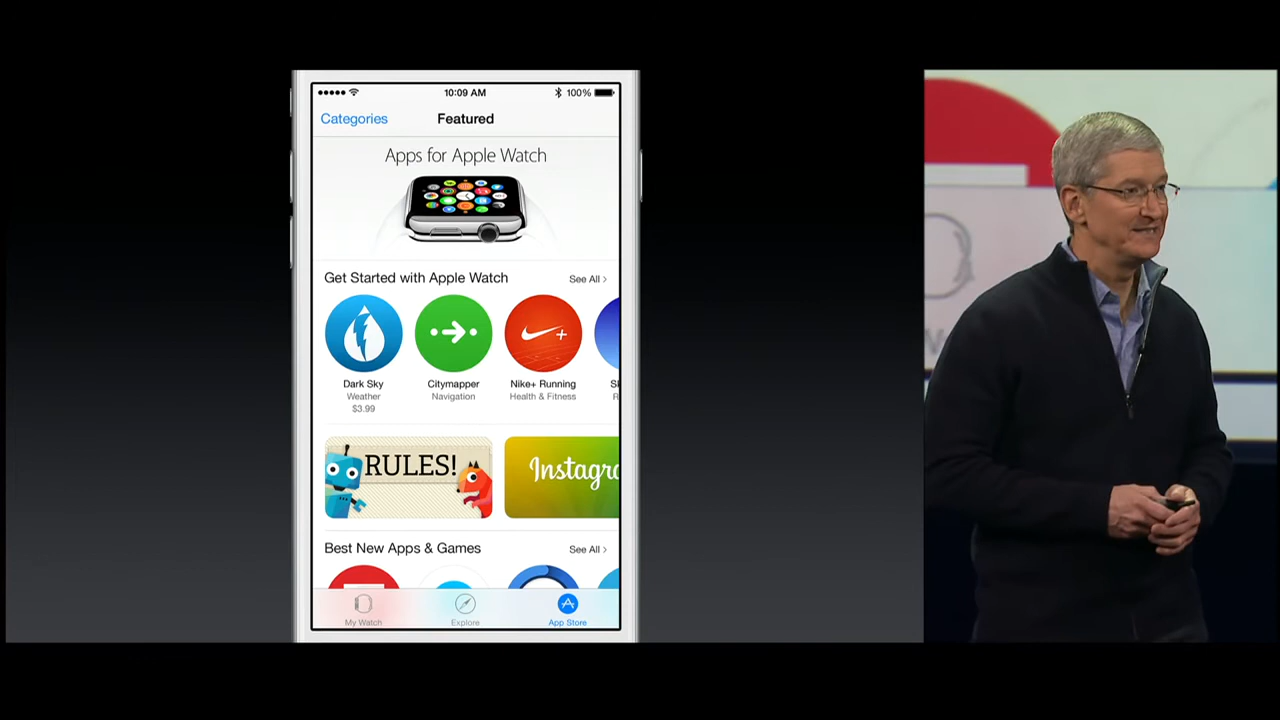 10:09 AM
100%
Categories
Featured
Apps for Apple Watch
Get Started with Apple Watch
See All
Dark Sky
Weather
$3.99
Citymapper
Navigation
Nike+ Running
Health & Fitness
RULES!
Instagr
Best New Apps & Games
See All
My Watch
Explore
App Store